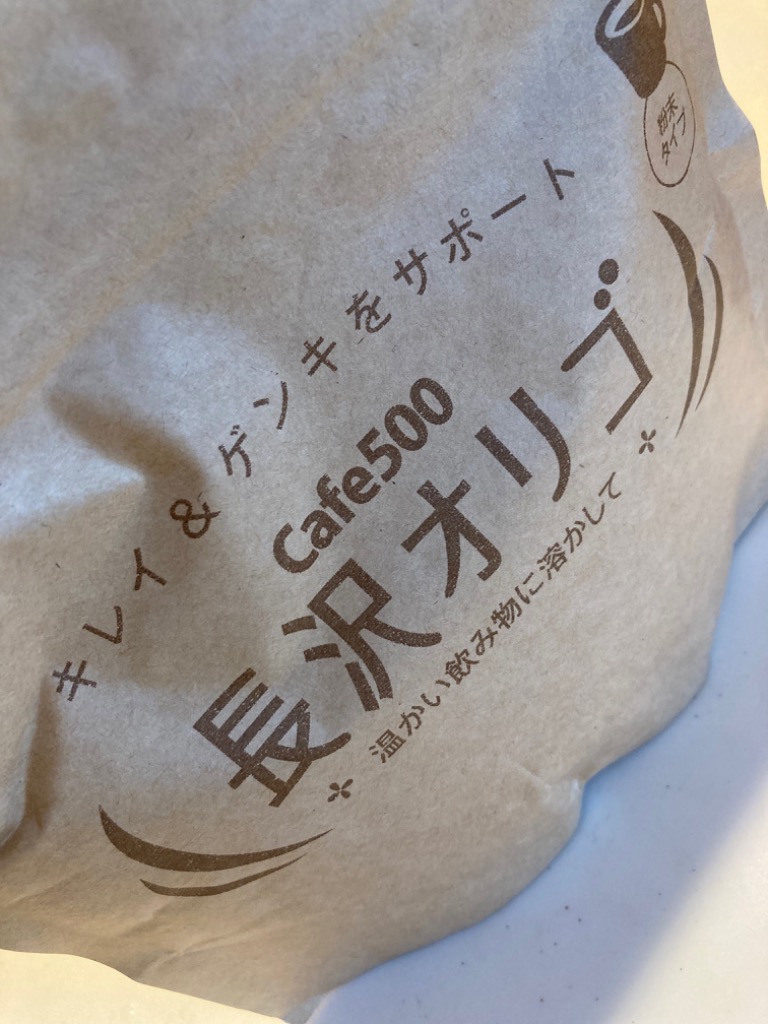 粉末
タイプ
キレイ&ゲンキをサポート
Cafe500
長沢オリゴ
温かい飲み物に溶かして